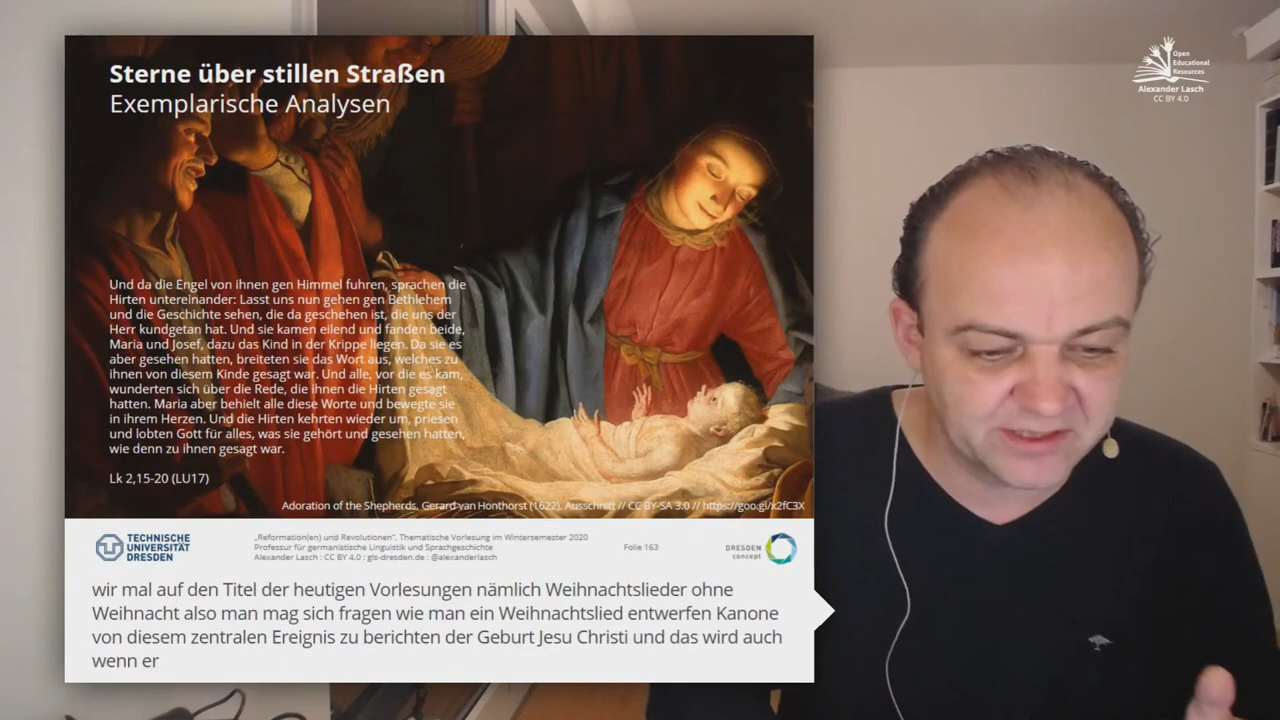 Sterne über stillen Straßen
Exemplarische Analysen
Und da die Engel von ihnen gen Himmel fuhren, sprachen die
Hirten untereinander: Lasst uns nun gehen gen Bethlehem
und die Geschichte sehen, die da geschehen ist, die uns der
Herr kundgetan hat. Und sie kamen eilend und fanden beide,
Maria und Josef, dazu das Kind in der Krippe liegen. Da sie es
aber gesehen hatten, breiteten sie das Wort aus, welches zu
ihnen von diesem Kinde gesagt war. Und alle, vor die es kam,
wunderten sich über die Rede, die ihnen die Hirten gesagt
hatten. Maria aber behielt alle diese Worte und bewegte sie
in ihrem Herzen. Und die Hirten kehrten wieder um, priesen
und lobten Gott für alles, was sie gehört und gesehen hatten,
wie denn zu ihnen gesagt war.
Lk 2,15-20 (LU17)
Adoration of the Shepherds, Gerard van Honthorst (1622), Ausschnitt // CC BY-SA 3.0 // https://goo.gl/x2fC3X
TECHNISCHE
UNIVERSITÄT
DRESDEN
„Reformation(en) und Revolutionen“. Thematische Vorlesung im Wintersemester 2020
Professur für germanistische Linguistik und Sprachgeschichte
Alexander Lasch : CC BY 4.0 : gls-dresden.de : @alexanderlasch
Folie 163
DRESDEN
concept
wir mal auf den Titel der heutigen Vorlesungen nämlich Weihnachtslieder ohne
Weihnacht also man mag sich fragen wie man ein Weihnachtslied entwerfen Kanone
von diesem zentralen Ereignis zu berichten der Geburt Jesu Christi und das wird auch
wenn er
Open
Educational
Resources
Alexander Lasch
CC BY 4.0